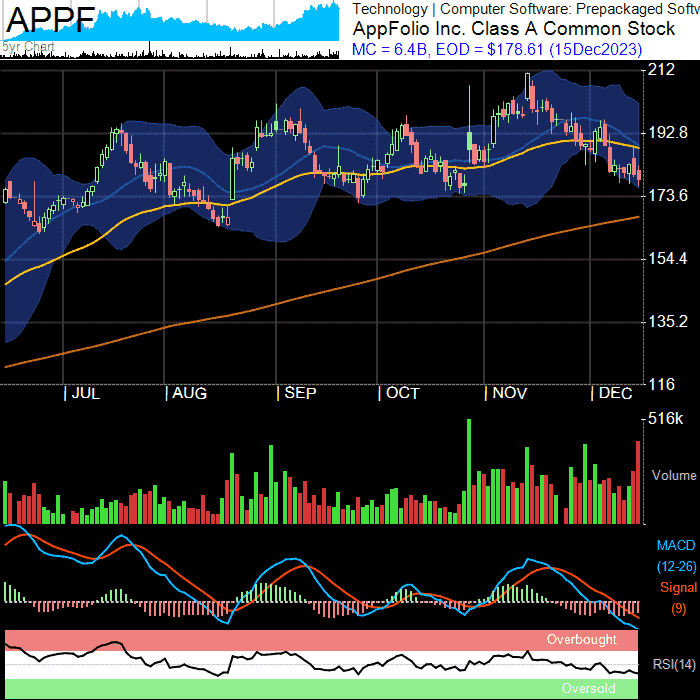 APPF
5yr Chart
Technology | Computer Software: Prepackaged Softw
AppFolio Inc. Class A Common Stock
MC = 6.4B, EOD = $178.61 (15Dec2023)
212
192.8
173.6
154.4
135.2
116
| JUL | AUG | SEP | OCT | NOV | DEC
516k
Volume
MACD
(12-26)
Signal
(9)
Overbought
RSI(14)
Oversold